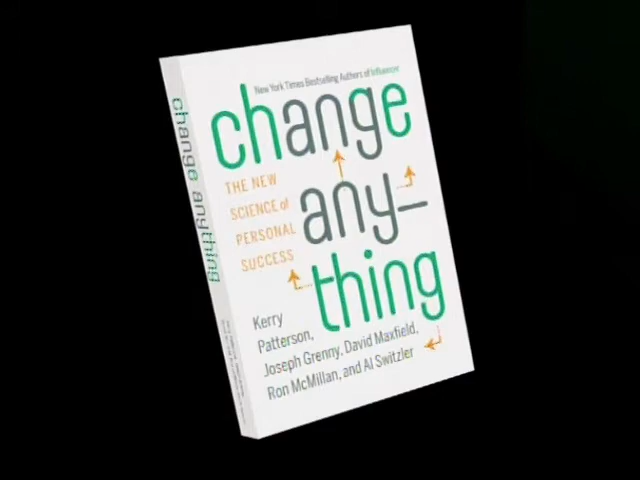 New York Times Bestselling Authors of Influencer
change
any–
thing
THE NEW
SCIENCE of
PERSONAL
SUCCESS
Kerry
Patterson,
Joseph Grenny, David Maxfield,
Ron McMillan, and Al Switzler
change anything